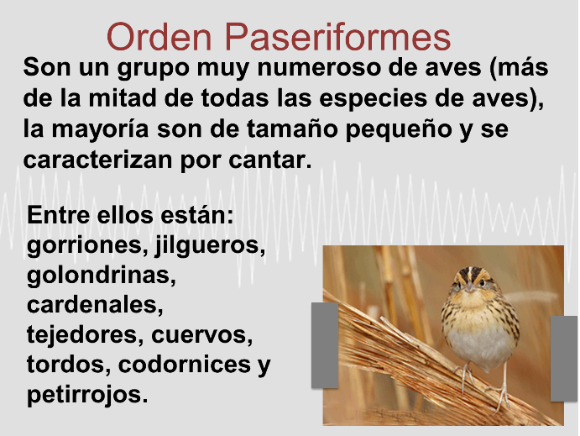 Orden Paseriformes
Son un grupo muy numeroso de aves (más
de la mitad de todas las especies de aves),
la mayoría son de tamaño pequeño y se
caracterizan por cantar.
Entre ellos están:
gorriones, jilgueros,
golondrinas,
cardenales,
tejedores, cuervos,
tordos, codornices y
petirrojos.